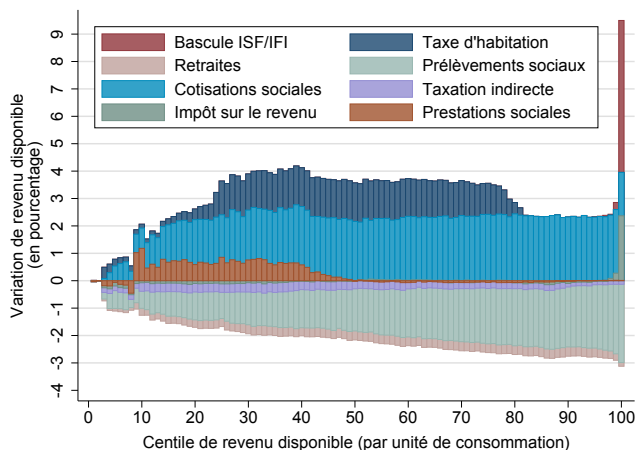 Bascule ISF/IFI
Taxe d'habitation
Retraites
Prélèvements sociaux
Cotisations sociales
Taxation indirecte
Impôt sur le revenu
Prestations sociales
Variation de revenu disponible
(en pourcentage)
9
8
7
6
5
4
3
2
1
0
-1
-2
-3
-4
0 10 20 30 40 50 60 70 80 90 100
Centile de revenu disponible (par unité de consommation)